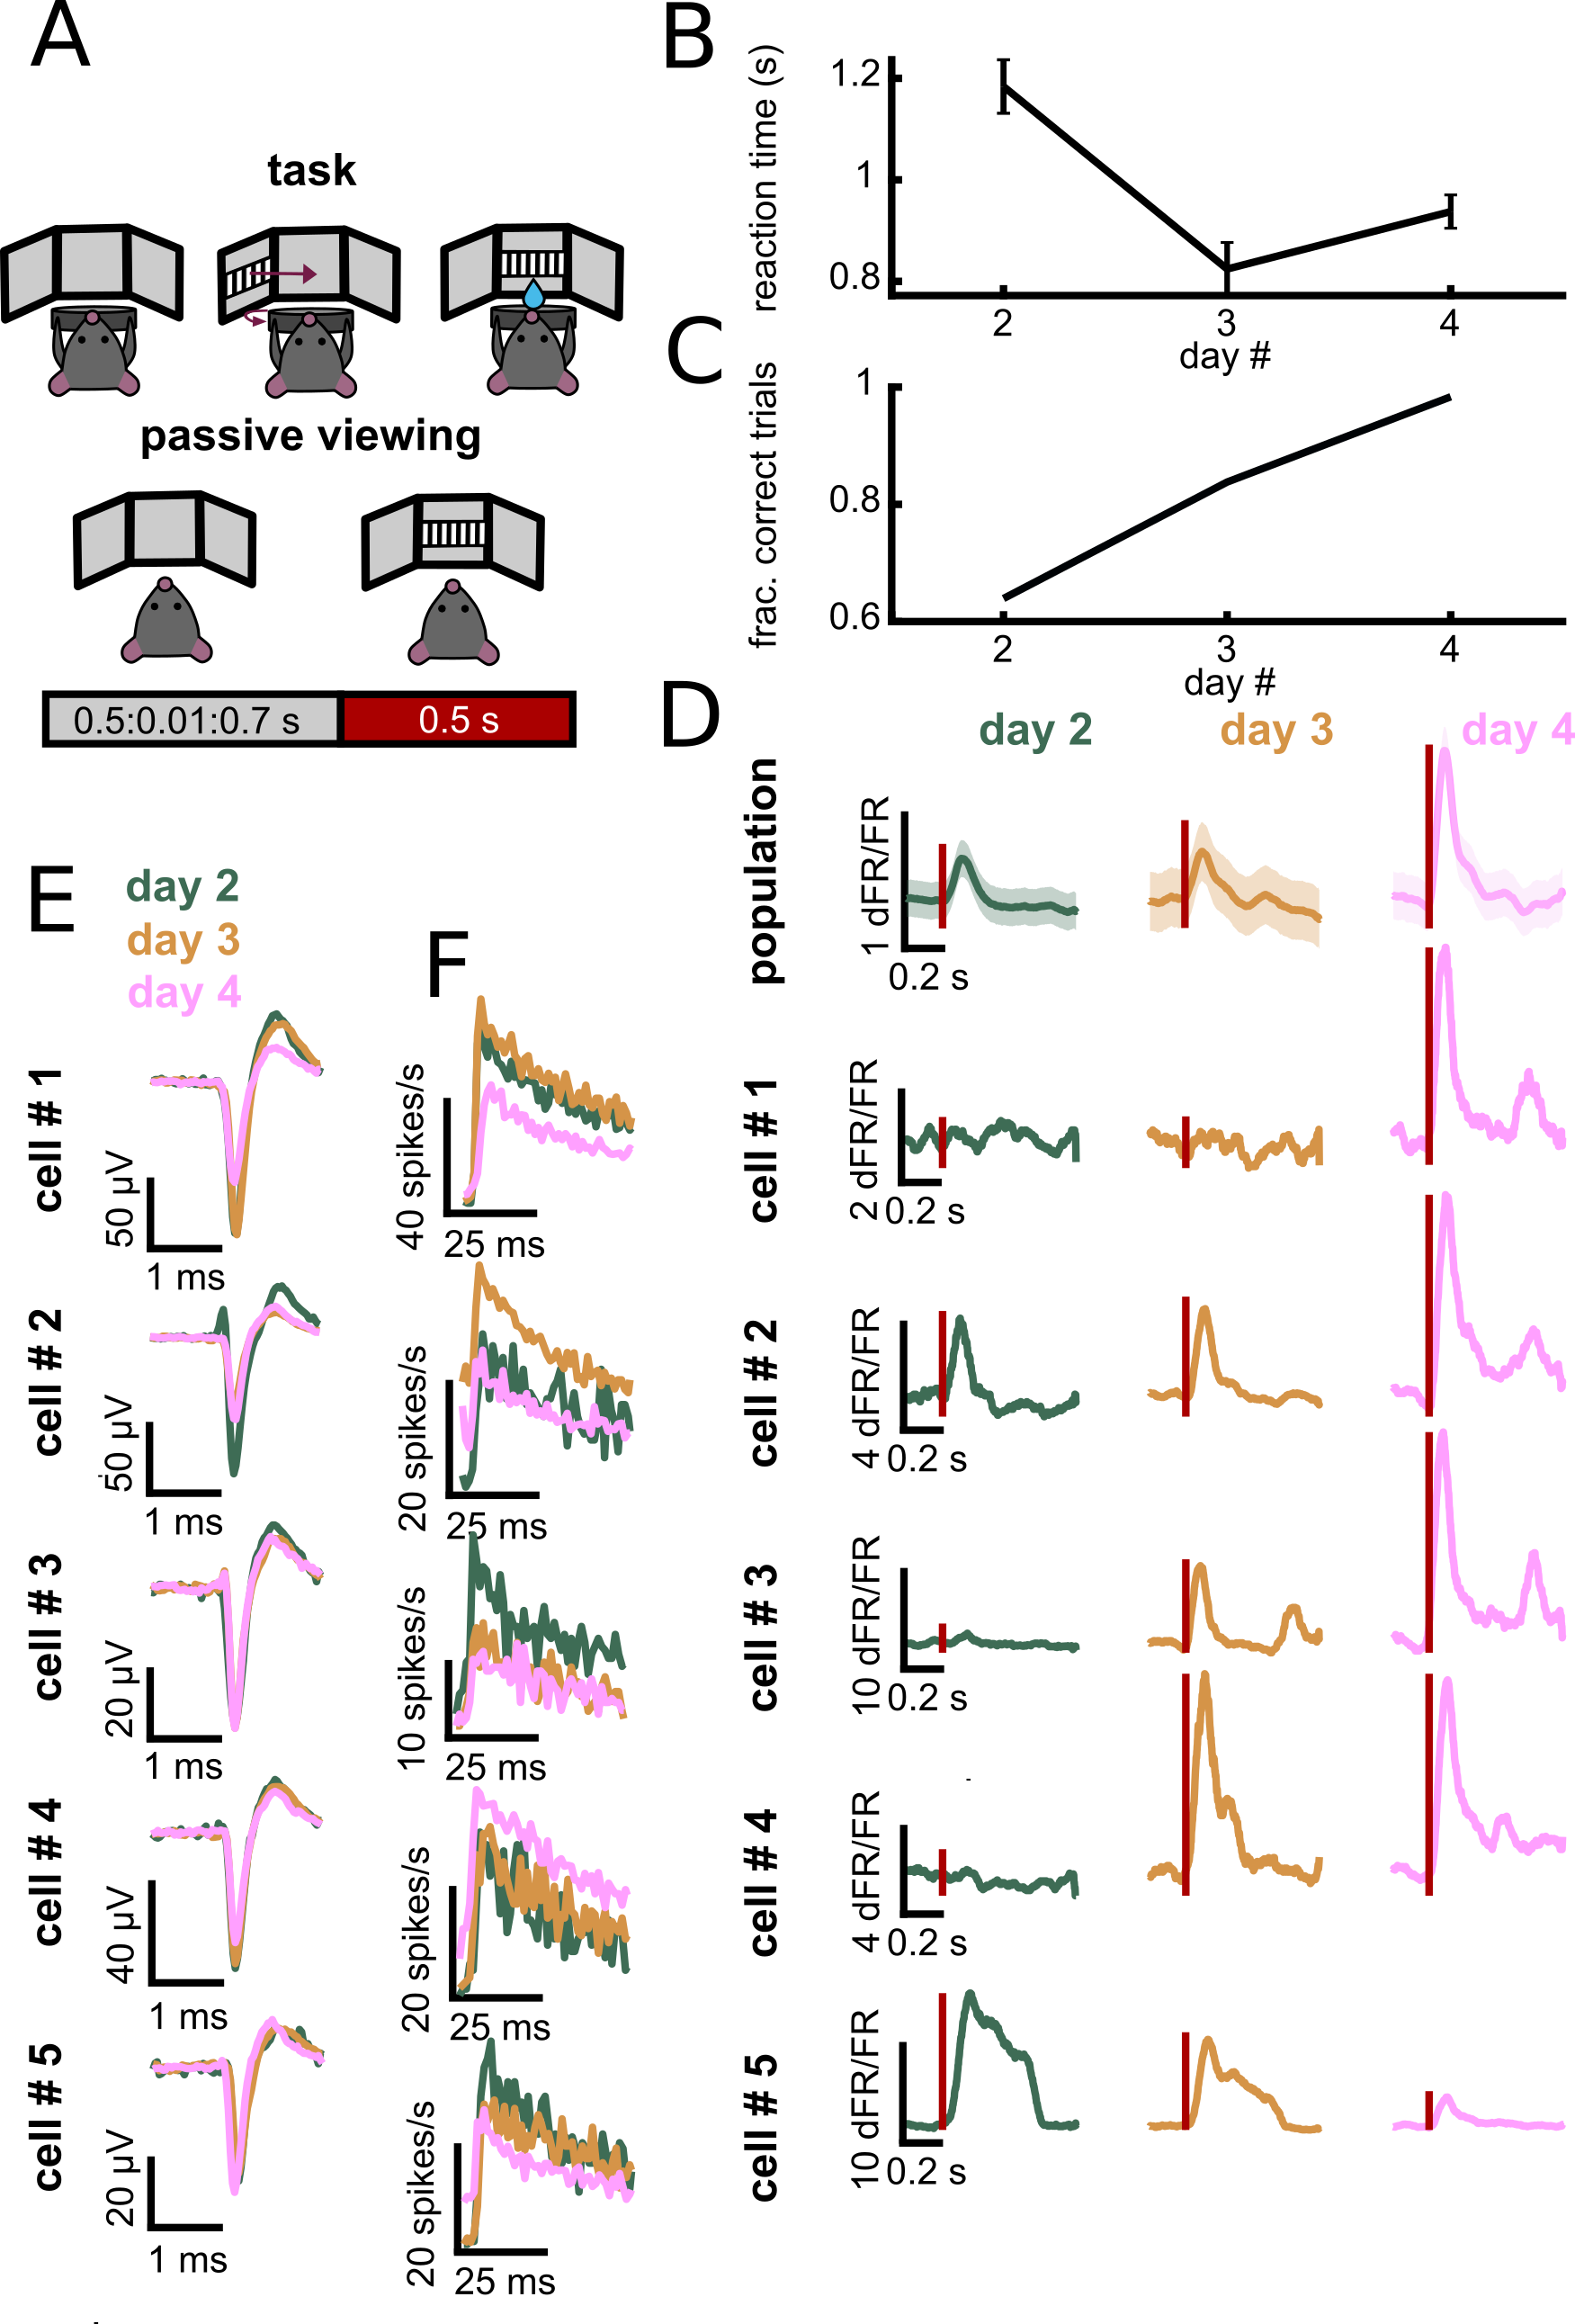 A
task
passive viewing
0.5:0.01:0.7 s
0.5 s
B
reaction time (s)
1.2
1
0.8
2
3
4
day #
C
frac. correct trials
1
0.8
0.6
2
3
4
day #
D
day 2
day 3
day 4
population
1 dFR/FR
0.2 s
cell # 1
2 dFR/FR
0.2 s
cell # 2
4 dFR/FR
0.2 s
cell # 3
10 dFR/FR
0.2 s
cell # 4
4 dFR/FR
0.2 s
cell # 5
10 dFR/FR
0.2 s
E
day 2
day 3
day 4
cell # 1
50 µV
1 ms
cell # 2
50 µV
1 ms
cell # 3
20 µV
1 ms
cell # 4
40 µV
1 ms
cell # 5
20 µV
1 ms
F
40 spikes/s
25 ms
20 spikes/s
25 ms
10 spikes/s
25 ms
20 spikes/s
25 ms
20 spikes/s
25 ms